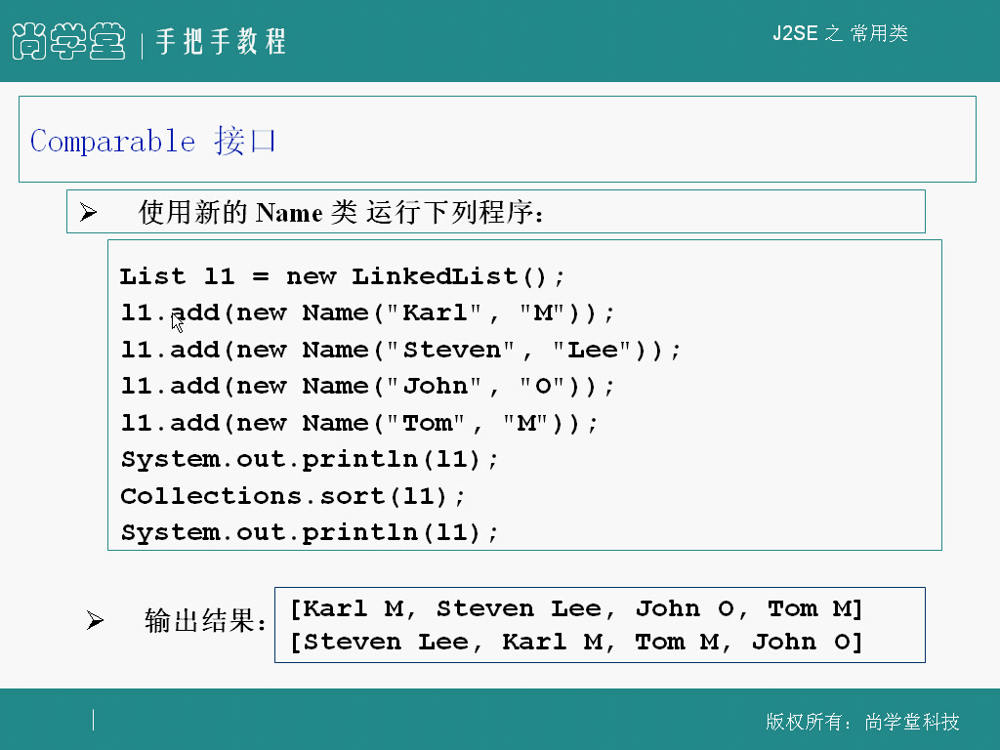 尚学堂 手把手教程
J2SE 之 常用类
Comparable 接口
使用新的 Name 类 运行下列程序：
List l1 = new LinkedList();
l1.add(new Name("Karl", "M"));
l1.add(new Name("Steven", "Lee"));
l1.add(new Name("John", "O"));
l1.add(new Name("Tom", "M"));
System.out.println(l1);
Collections.sort(l1);
System.out.println(l1);
输出结果：
[Karl M, Steven Lee, John O, Tom M]
[Steven Lee, Karl M, Tom M, John O]
版权所有：尚学堂科技